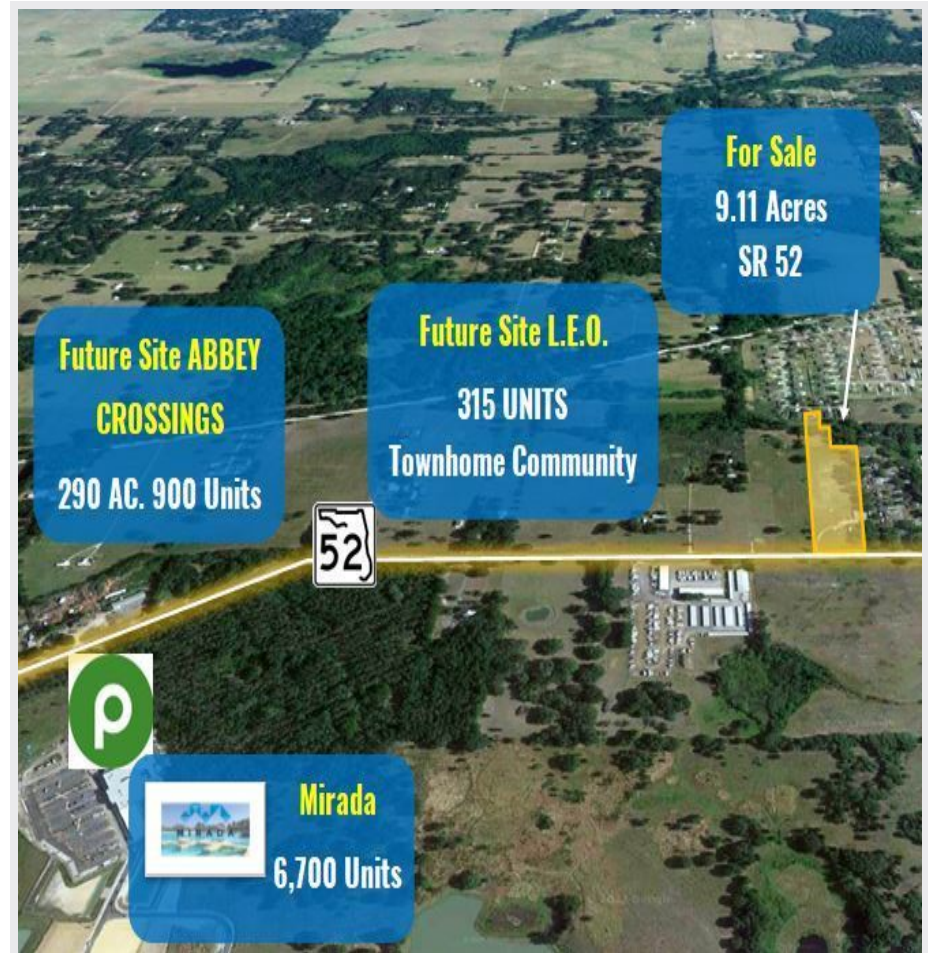 For Sale
9.11 Acres
SR 52
Future Site L.E.O.
315 UNITS
Townhome Community
Future Site ABBEY
CROSSINGS
290 AC. 900 Units
52
p
MIRADA
Mirada
6,700 Units